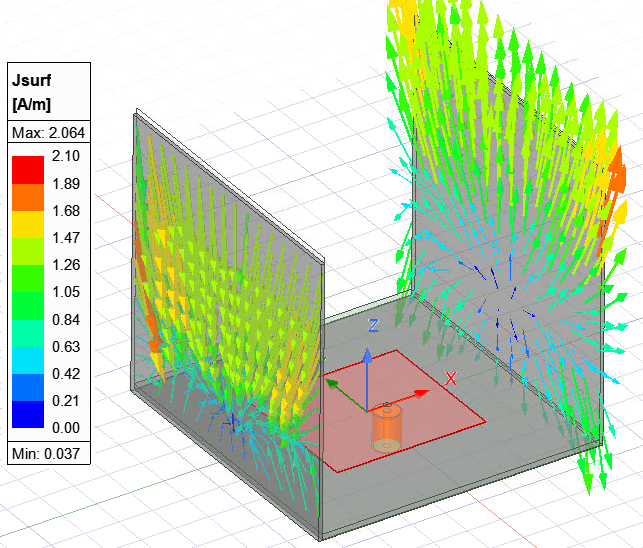 Jsurf
[A/m]
Max: 2.064
2.10
1.89
1.68
1.47
1.26
1.05
0.84
0.63
0.42
0.21
0.00
Min: 0.037
Z
X